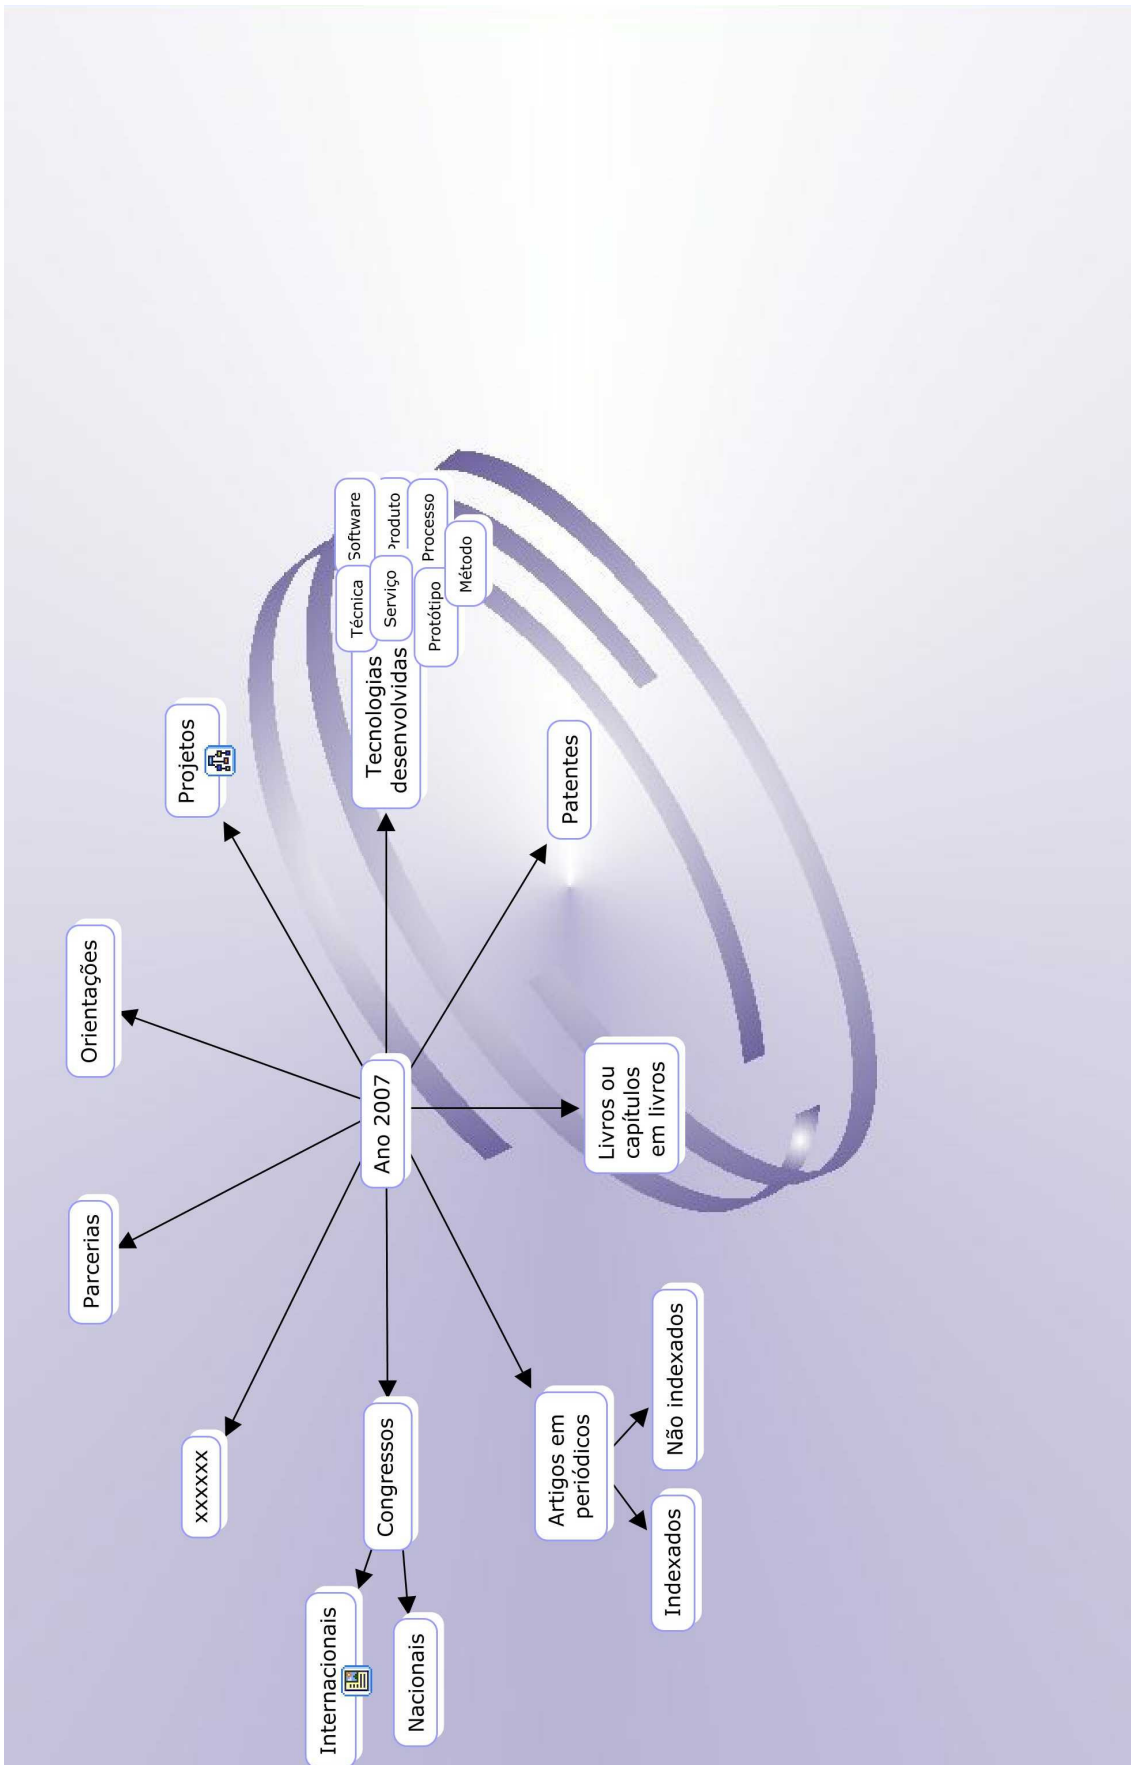 Parcerias
Orientações
xxxxxx
Projetos
Internacionais
Congressos
Nacionais
Ano 2007
Tecnologias
desenvolvidas
Técnica
Software
Serviço
Produto
Protótipo
Processo
Método
Artigos em
periódicos
Livros ou
capítulos
em livros
Patentes
Indexados
Não indexados